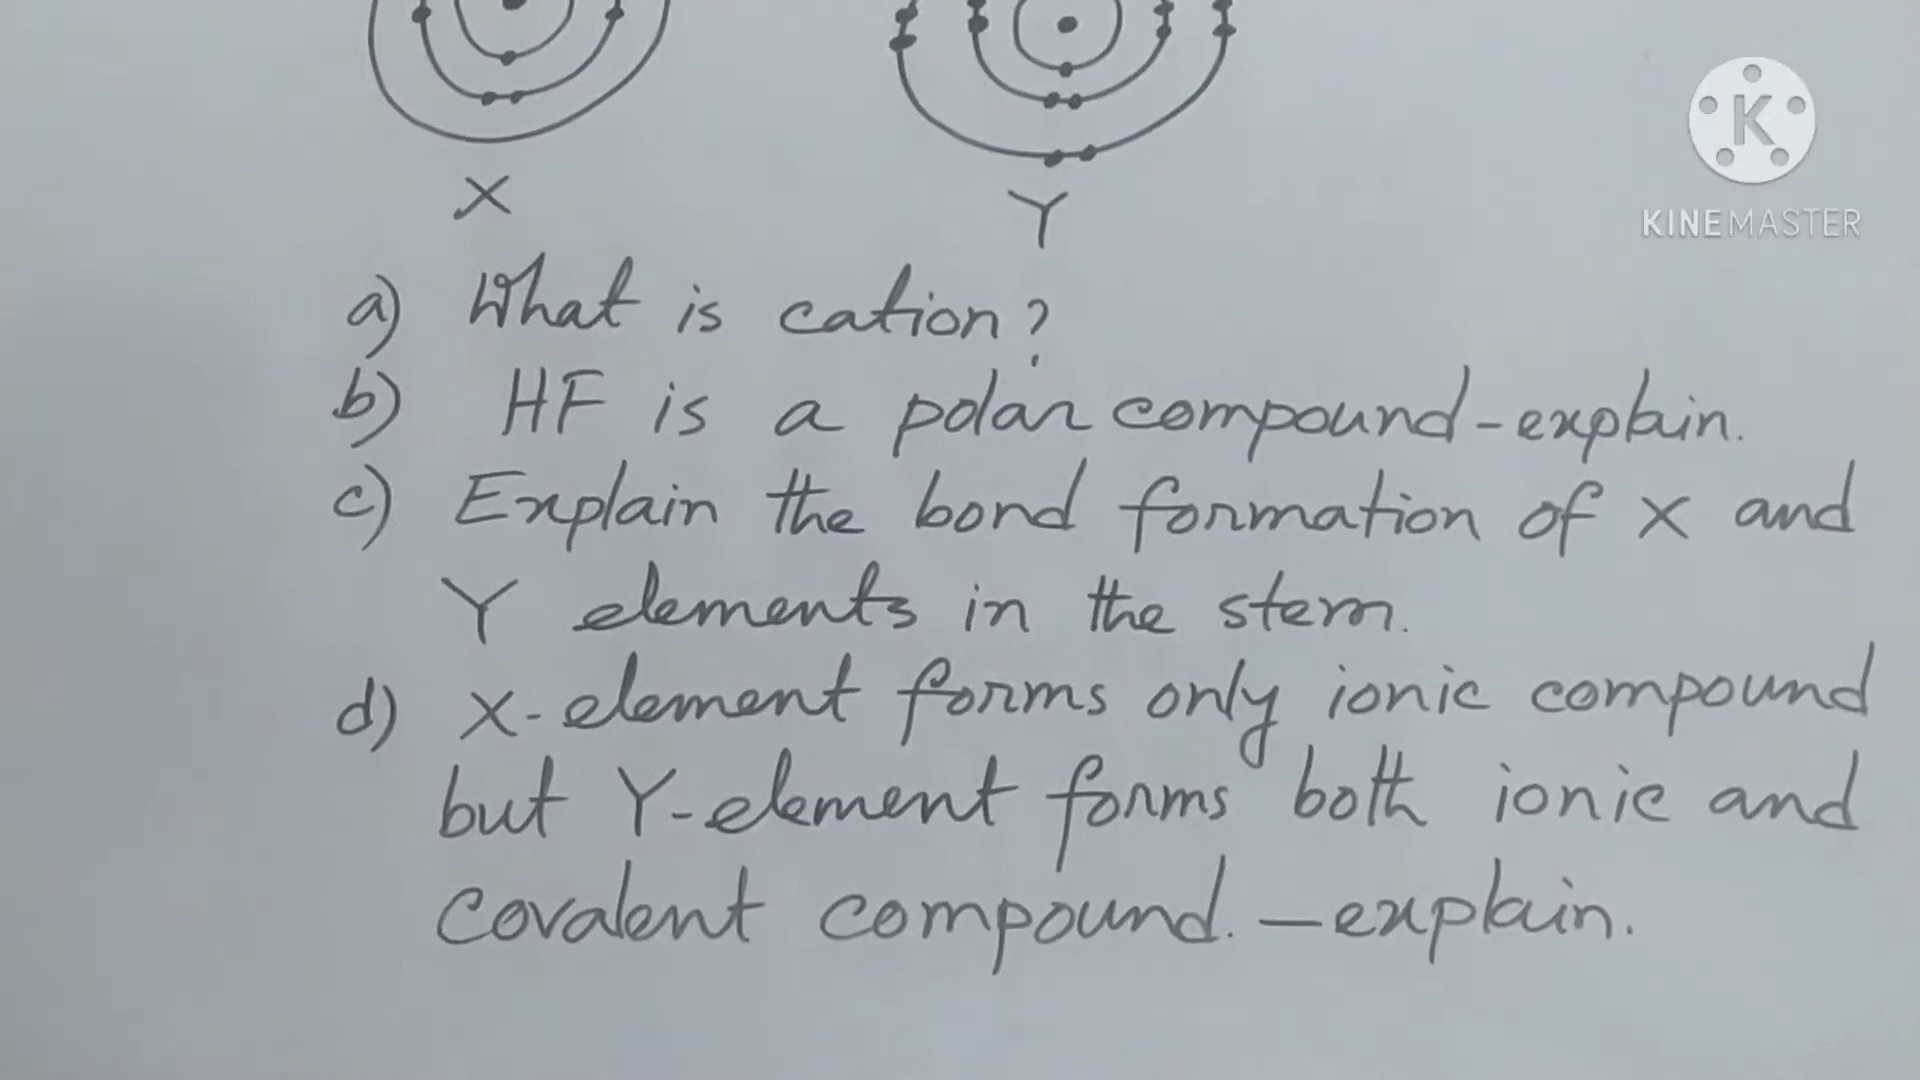 X
Y
K
KINEMASTER
a) What is cation?
b) HF is a polar compound-explain.
c) Explain the bond formation of X and
Y elements in the stem.
d) X-element forms only ionic compound
but Y-element forms both ionic and
covalent compound.-explain.